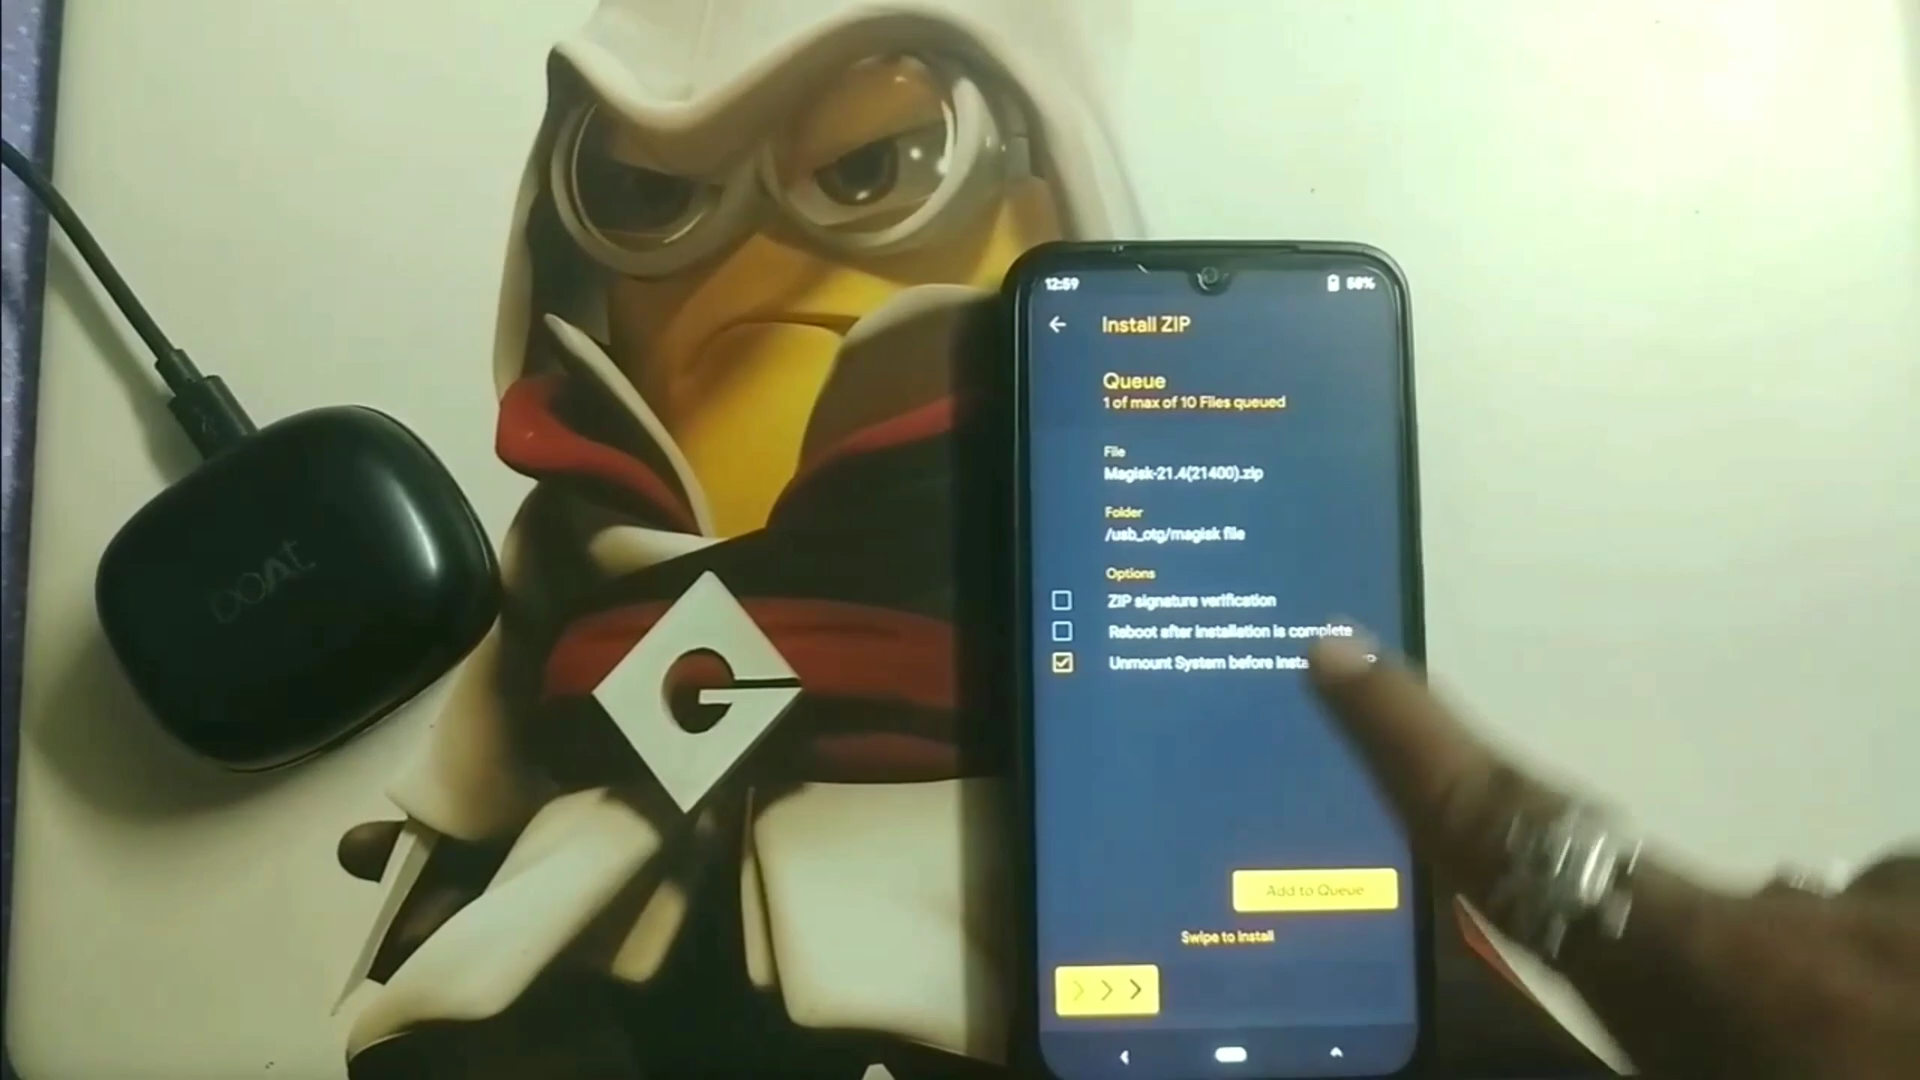 boat
12:59
58%
Install ZIP
Queue
1 of max of 10 Files queued
File
Magisk-21.4(21400).zip
Folder
/usb_otg/magisk file
Options
ZIP signature verification
Reboot after installation is complete
Unmount System before insta
Add to Queue
Swipe to install